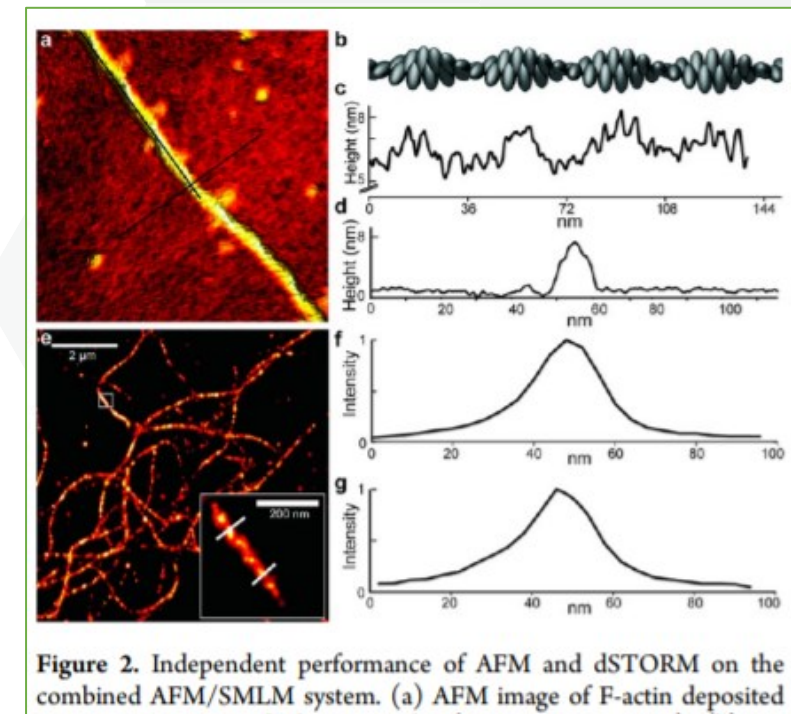 a
b
c
Height (nm)
8
5
0 36 72 108 144
nm
d
Height (nm)
8
0
0 20 40 60 80 100
nm
e
2 µm
200 nm
f
Intensity
1
0
0 20 40 60 80 100
nm
g
Intensity
1
0
0 20 40 60 80 100
nm
Figure 2. Independent performance of AFM and dSTORM on the
combined AFM/SMLM system. (a) AFM image of F-actin deposited